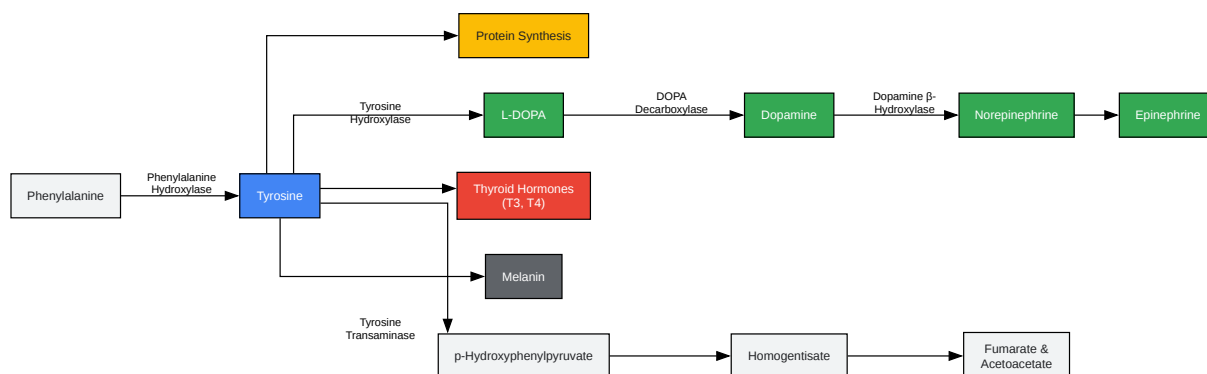 Protein Synthesis
Tyrosine
Hydroxylase
L-DOPA
DOPA
Decarboxylase
Dopamine
Dopamine β-
Hydroxylase
Norepinephrine
Epinephrine
Phenylalanine
Phenylalanine
Hydroxylase
Tyrosine
Thyroid Hormones
(T3, T4)
Melanin
Tyrosine
Transaminase
p-Hydroxyphenylpyruvate
Homogentisate
Fumarate &
Acetoacetate